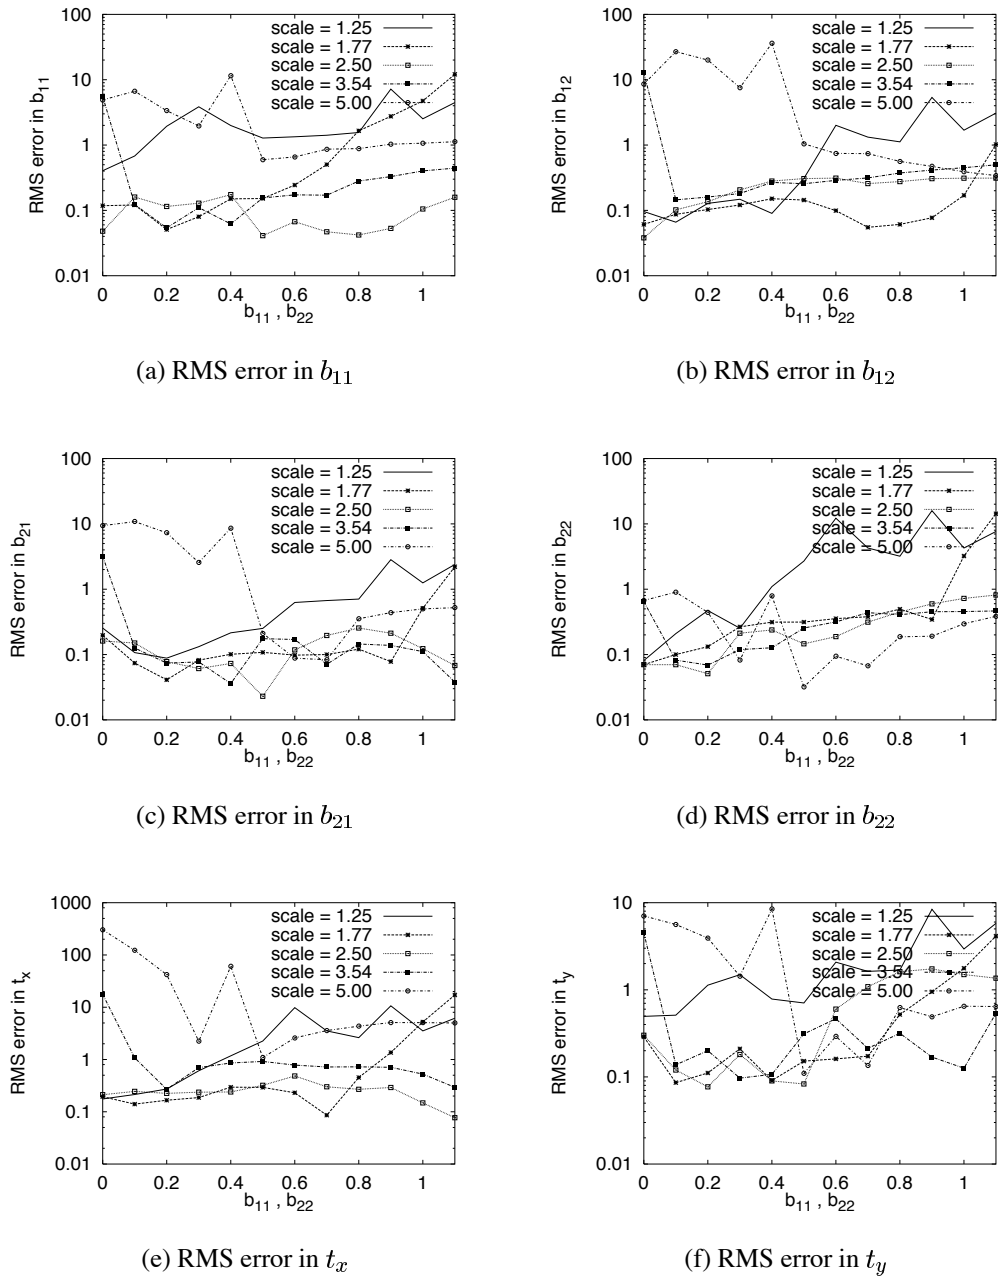 100
10
1
0.1
0.01
RMS error in b11
scale = 1.25
scale = 1.77
scale = 2.50
scale = 3.54
scale = 5.00
0 0.2 0.4 0.6 0.8 1
b11 , b22
(a) RMS error in b11
100
10
1
0.1
0.01
RMS error in b12
scale = 1.25
scale = 1.77
scale = 2.50
scale = 3.54
scale = 5.00
0 0.2 0.4 0.6 0.8 1
b11 , b22
(b) RMS error in b12
100
10
1
0.1
0.01
RMS error in b21
scale = 1.25
scale = 1.77
scale = 2.50
scale = 3.54
scale = 5.00
0 0.2 0.4 0.6 0.8 1
b11 , b22
(c) RMS error in b21
100
10
1
0.1
0.01
RMS error in b22
scale = 1.25
scale = 1.77
scale = 2.50
scale = 3.54
scale = 5.00
0 0.2 0.4 0.6 0.8 1
b11 , b22
(d) RMS error in b22
1000
100
10
1
0.1
0.01
RMS error in tx
scale = 1.25
scale = 1.77
scale = 2.50
scale = 3.54
scale = 5.00
0 0.2 0.4 0.6 0.8 1
b11 , b22
(e) RMS error in tx
10
1
0.1
0.01
RMS error in ty
scale = 1.25
scale = 1.77
scale = 2.50
scale = 3.54
scale = 5.00
0 0.2 0.4 0.6 0.8 1
b11 , b22
(f) RMS error in ty